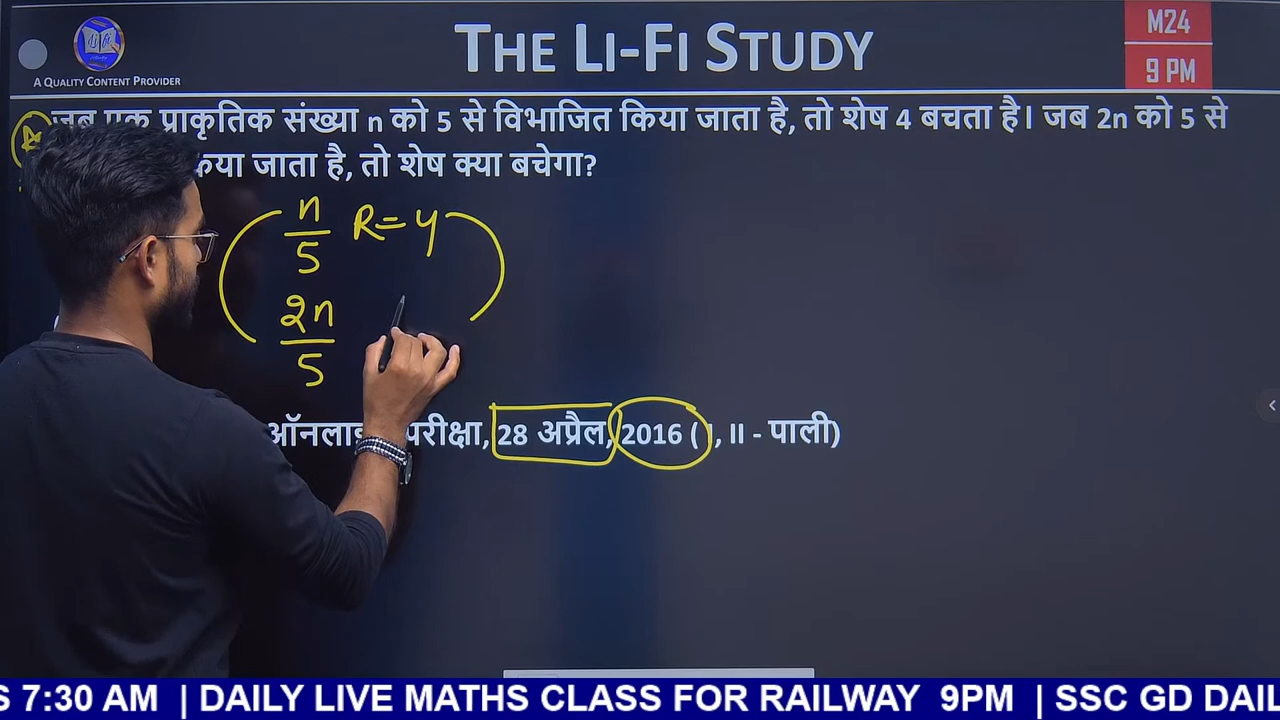 THE LI-FI STUDY
A QUALITY CONTENT PROVIDER
M24
9 PM
जब एक प्राकृतिक संख्या n को 5 से विभाजित किया जाता है, तो शेष 4 बचता है। जब 2n को 5 से
जाता है, तो शेष क्या बचेगा?
n/5 R=4
2n/5
परीक्षा, 28 अप्रैल, 2016 ( I, II - पाली)
7:30 AM | DAILY LIVE MATHS CLASS FOR RAILWAY 9PM | SSC GD